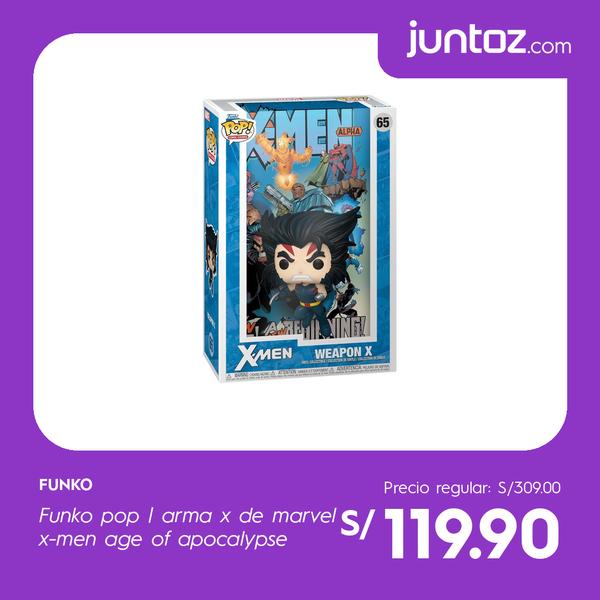 juntoz.com
POP!
X-MEN
ALPHA
65
X-MEN
WEAPON X
FUNKO
Precio regular: S/309.00
Funko pop | arma x de marvel
x-men age of apocalypse
S/119.90